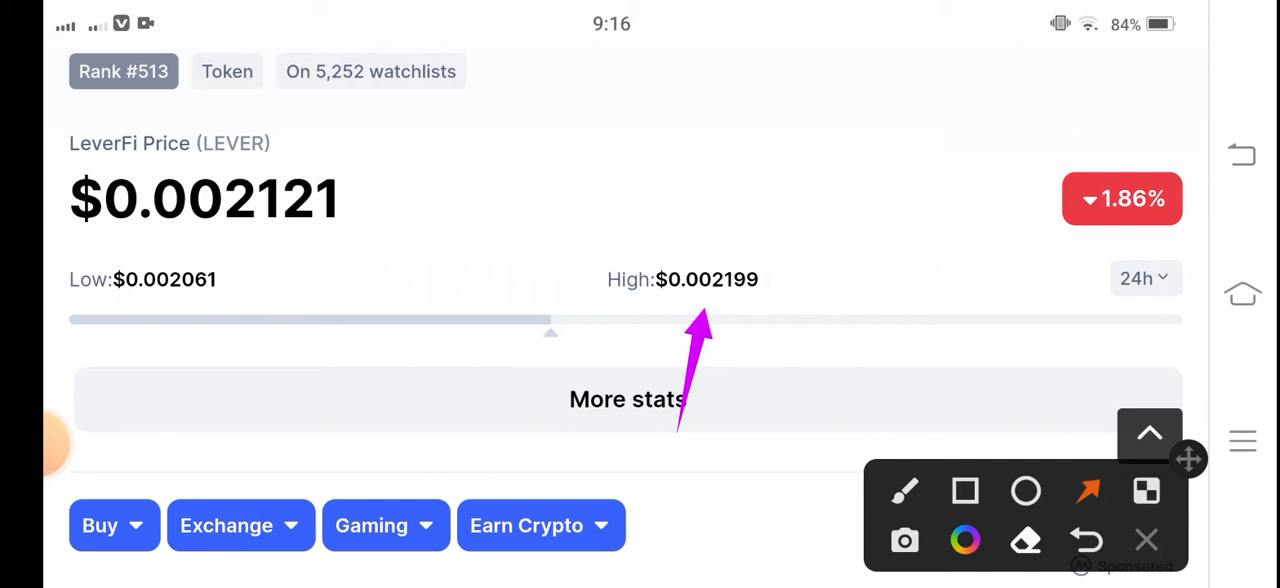 9:16
84%
Rank #513 Token On 5,252 watchlists
LeverFi Price (LEVER)
$0.002121
1.86%
Low:$0.002061 High:$0.002199 24h
More stats
Buy Exchange Gaming Earn Crypto
Sponsored